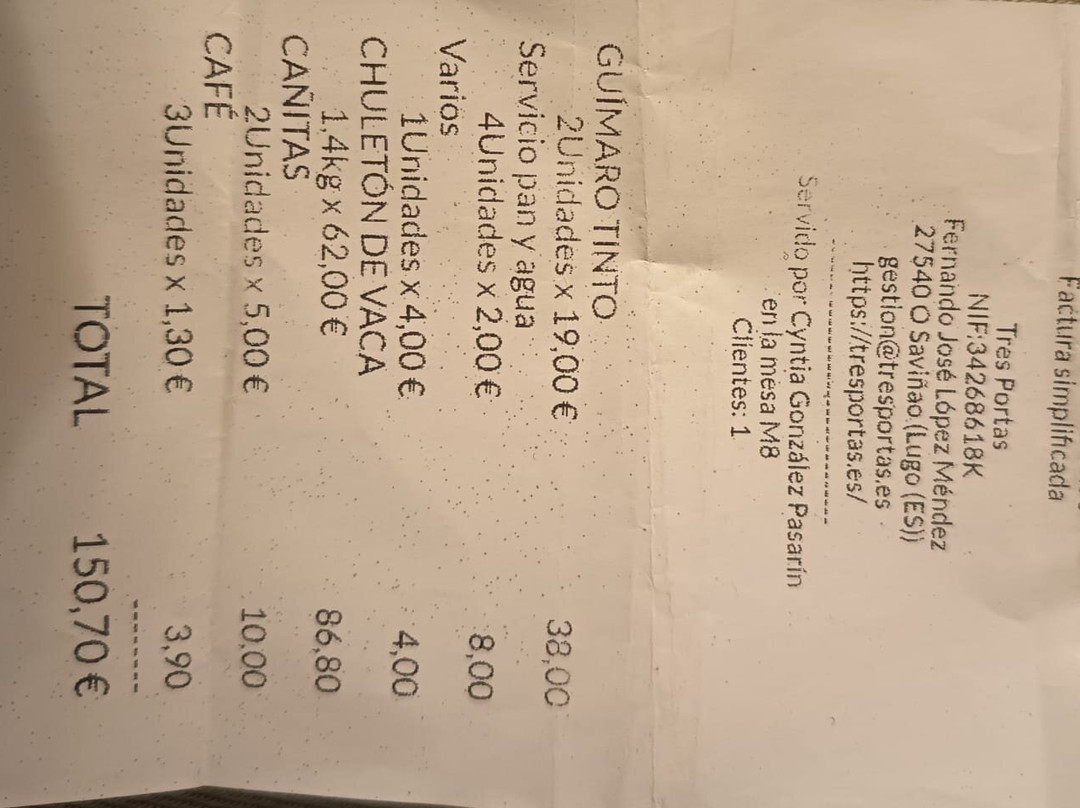 Factura simplificada
Tres Portas
NIF:34268618K
Fernando José López Méndez
27540 O Saviñao (Lugo (ES))
gestion@tresportas.es
https://tresportas.es/
Servido por Cyntia González Pasarín
en la mesa M8
Clientes: 1
GUÍMARO TINTO
2Unidades x 19,00 € 38,00
Servicio pan y agua
4Unidades x 2,00 € 8,00
Varios
1Unidades x 4,00 € 4,00
CHULETÓN DE VACA
1,4kg x 62,00 € 86,80
CAÑITAS
2Unidades x 5,00 € 10,00
CAFÉ
3Unidades x 1,30 € 3,90
TOTAL 150,70 €